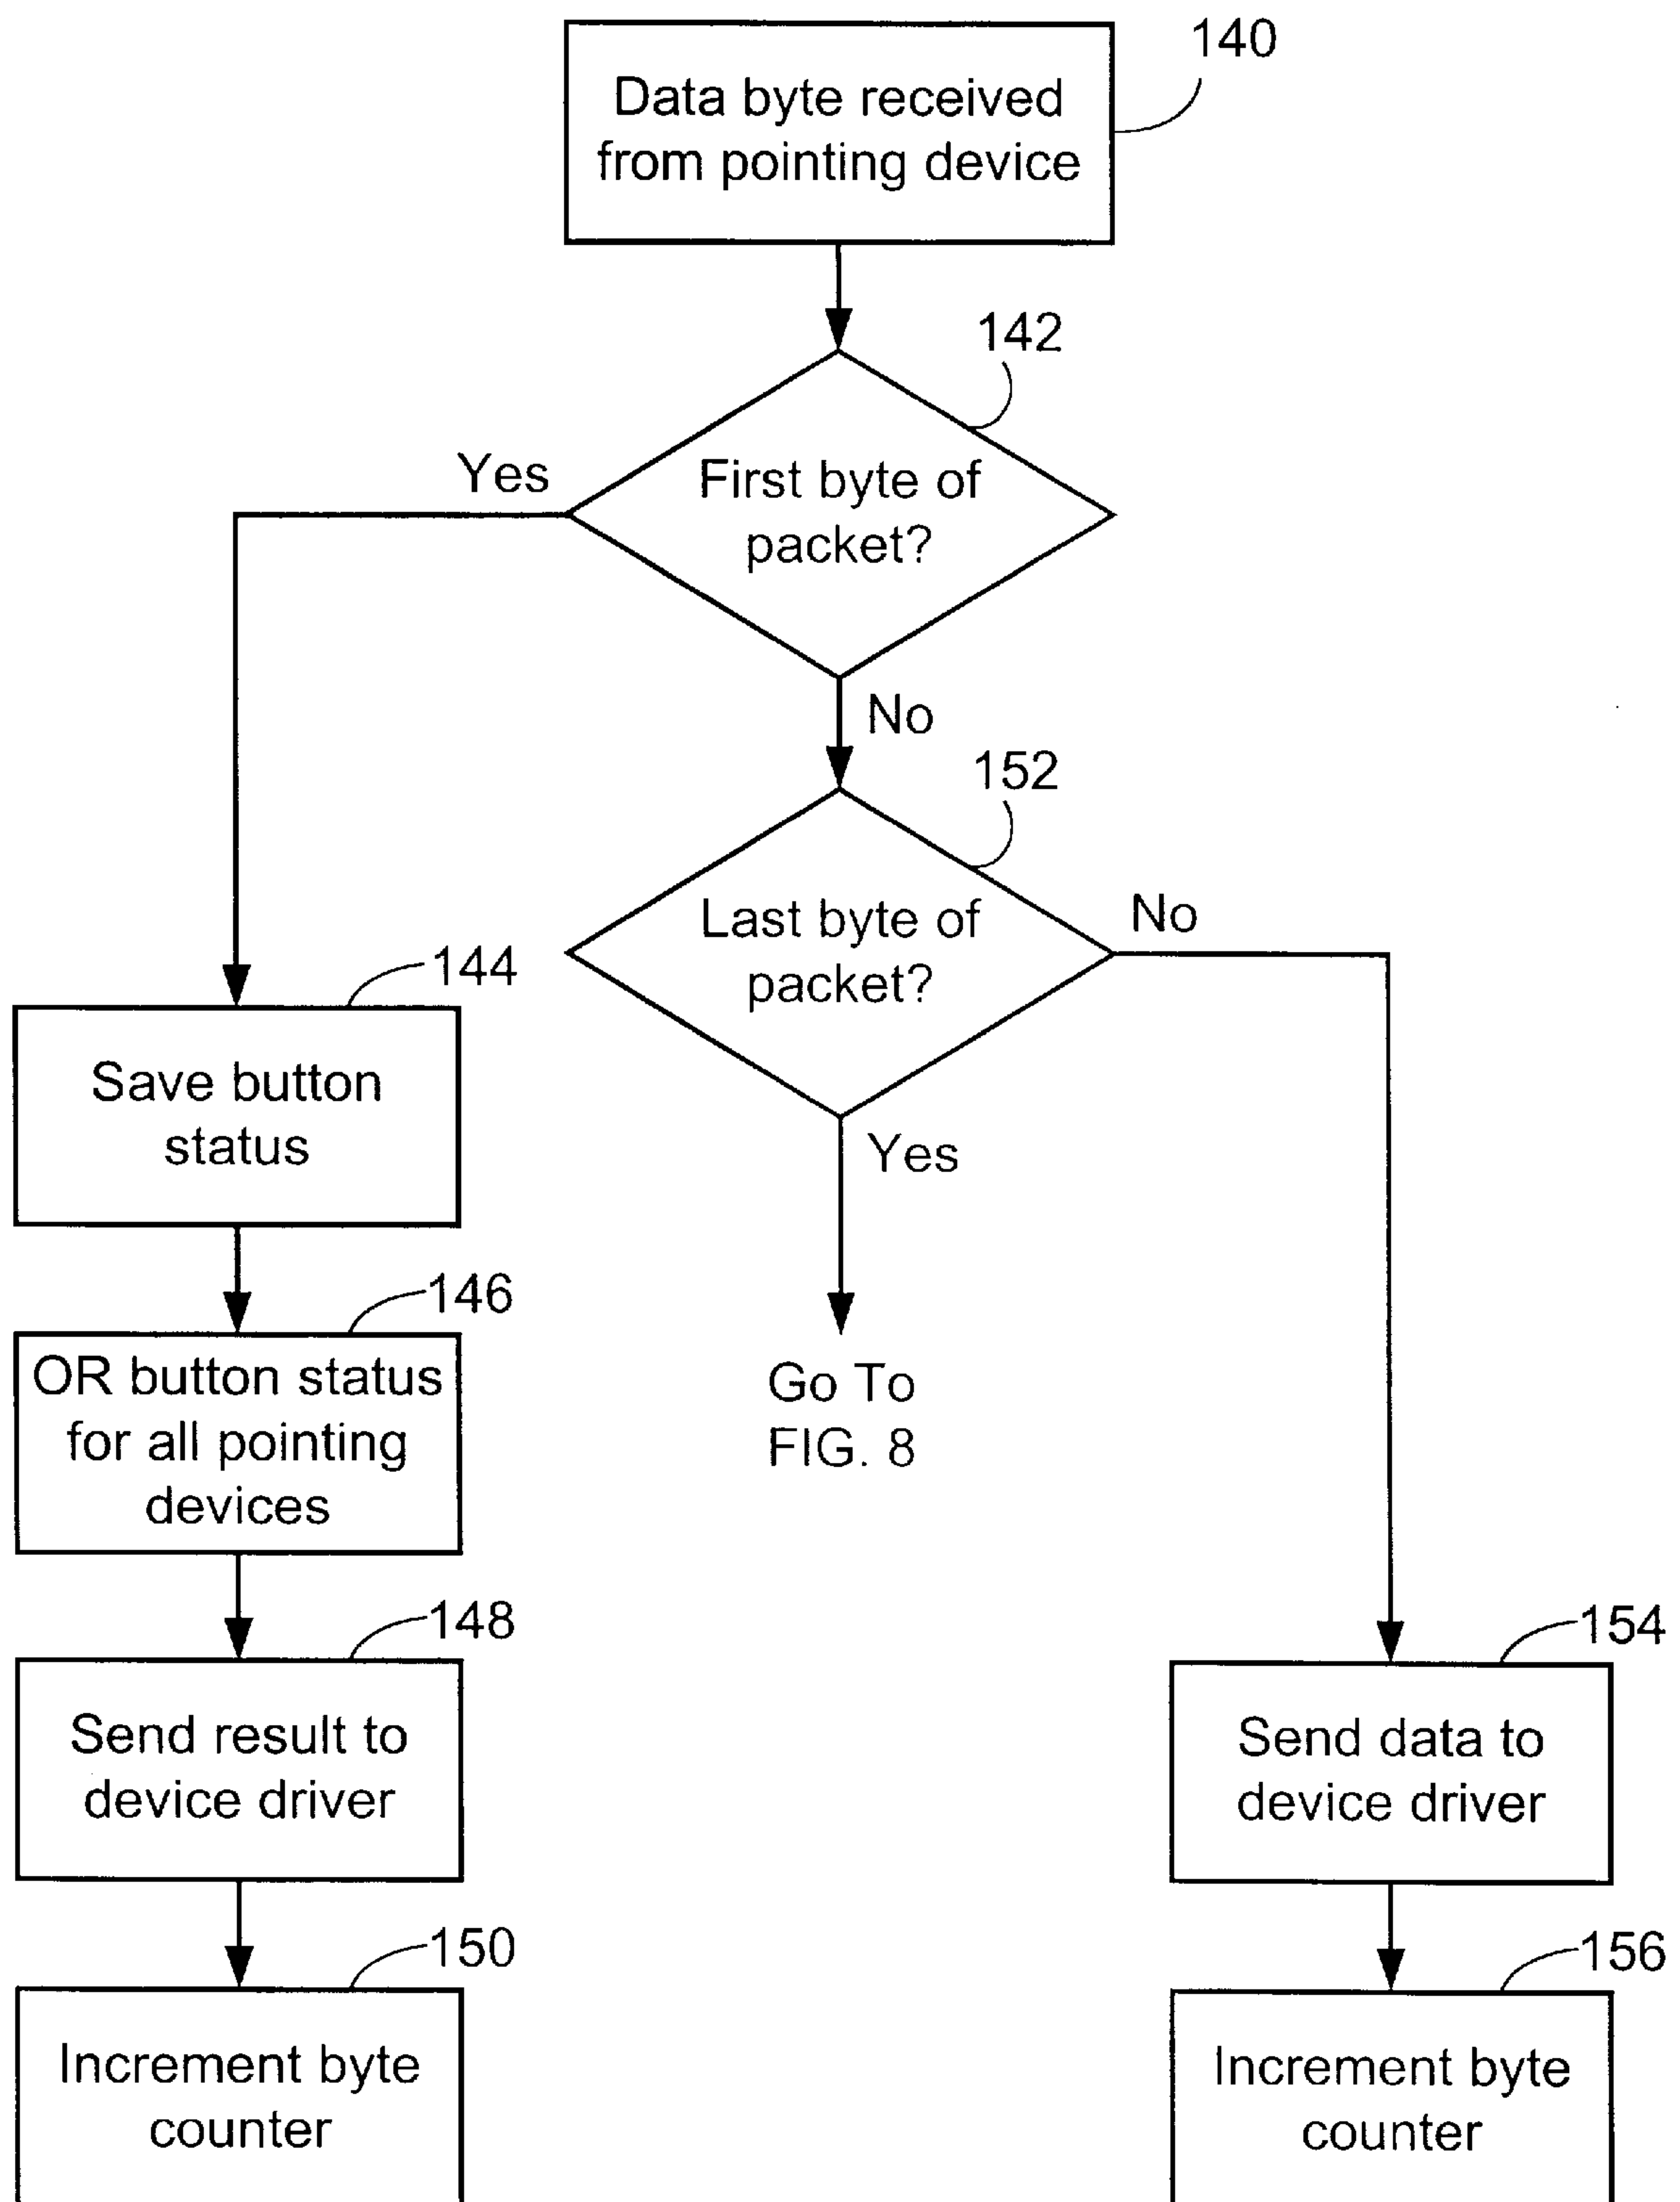 140
Data byte received
from pointing device
142
Yes
First byte of
packet?
No
152
Last byte of
packet?
No
Yes
Go To
FIG. 8
144
Save button
status
146
OR button status
for all pointing
devices
148
Send result to
device driver
150
Increment byte
counter
154
Send data to
device driver
156
Increment byte
counter